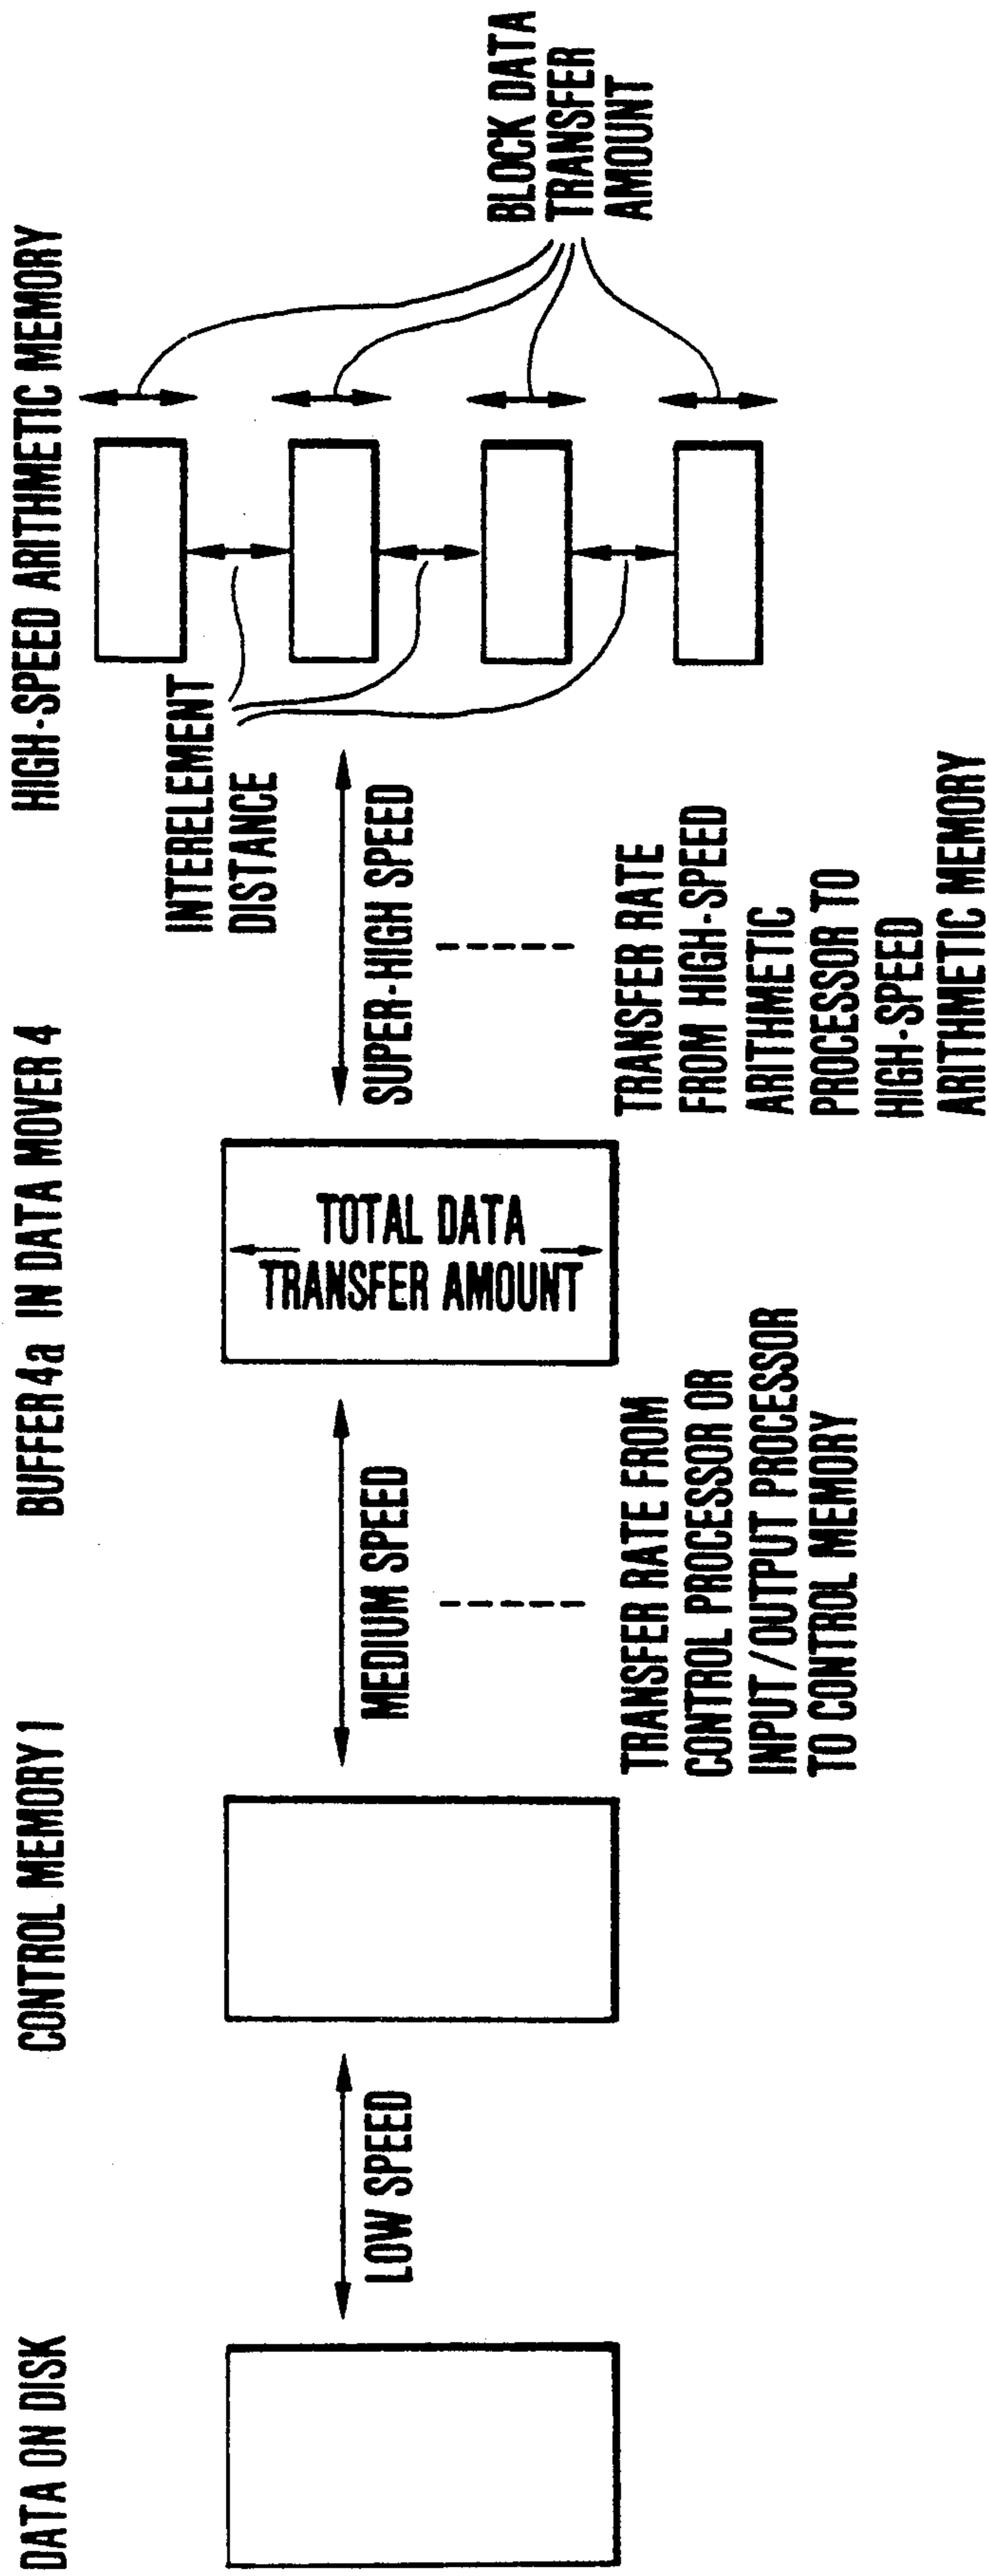 DATA ON DISK
CONTROL MEMORY 1
BUFFER 4a IN DATA MOVER 4
HIGH-SPEED ARITHMETIC MEMORY
LOW SPEED
MEDIUM SPEED
TRANSFER RATE FROM
CONTROL PROCESSOR OR
INPUT/OUTPUT PROCESSOR
TO CONTROL MEMORY
TOTAL DATA
TRANSFER AMOUNT
SUPER-HIGH SPEED
TRANSFER RATE
FROM HIGH-SPEED
ARITHMETIC
PROCESSOR TO
HIGH-SPEED
ARITHMETIC MEMORY
INTERELEMENT
DISTANCE
BLOCK DATA
TRANSFER
AMOUNT